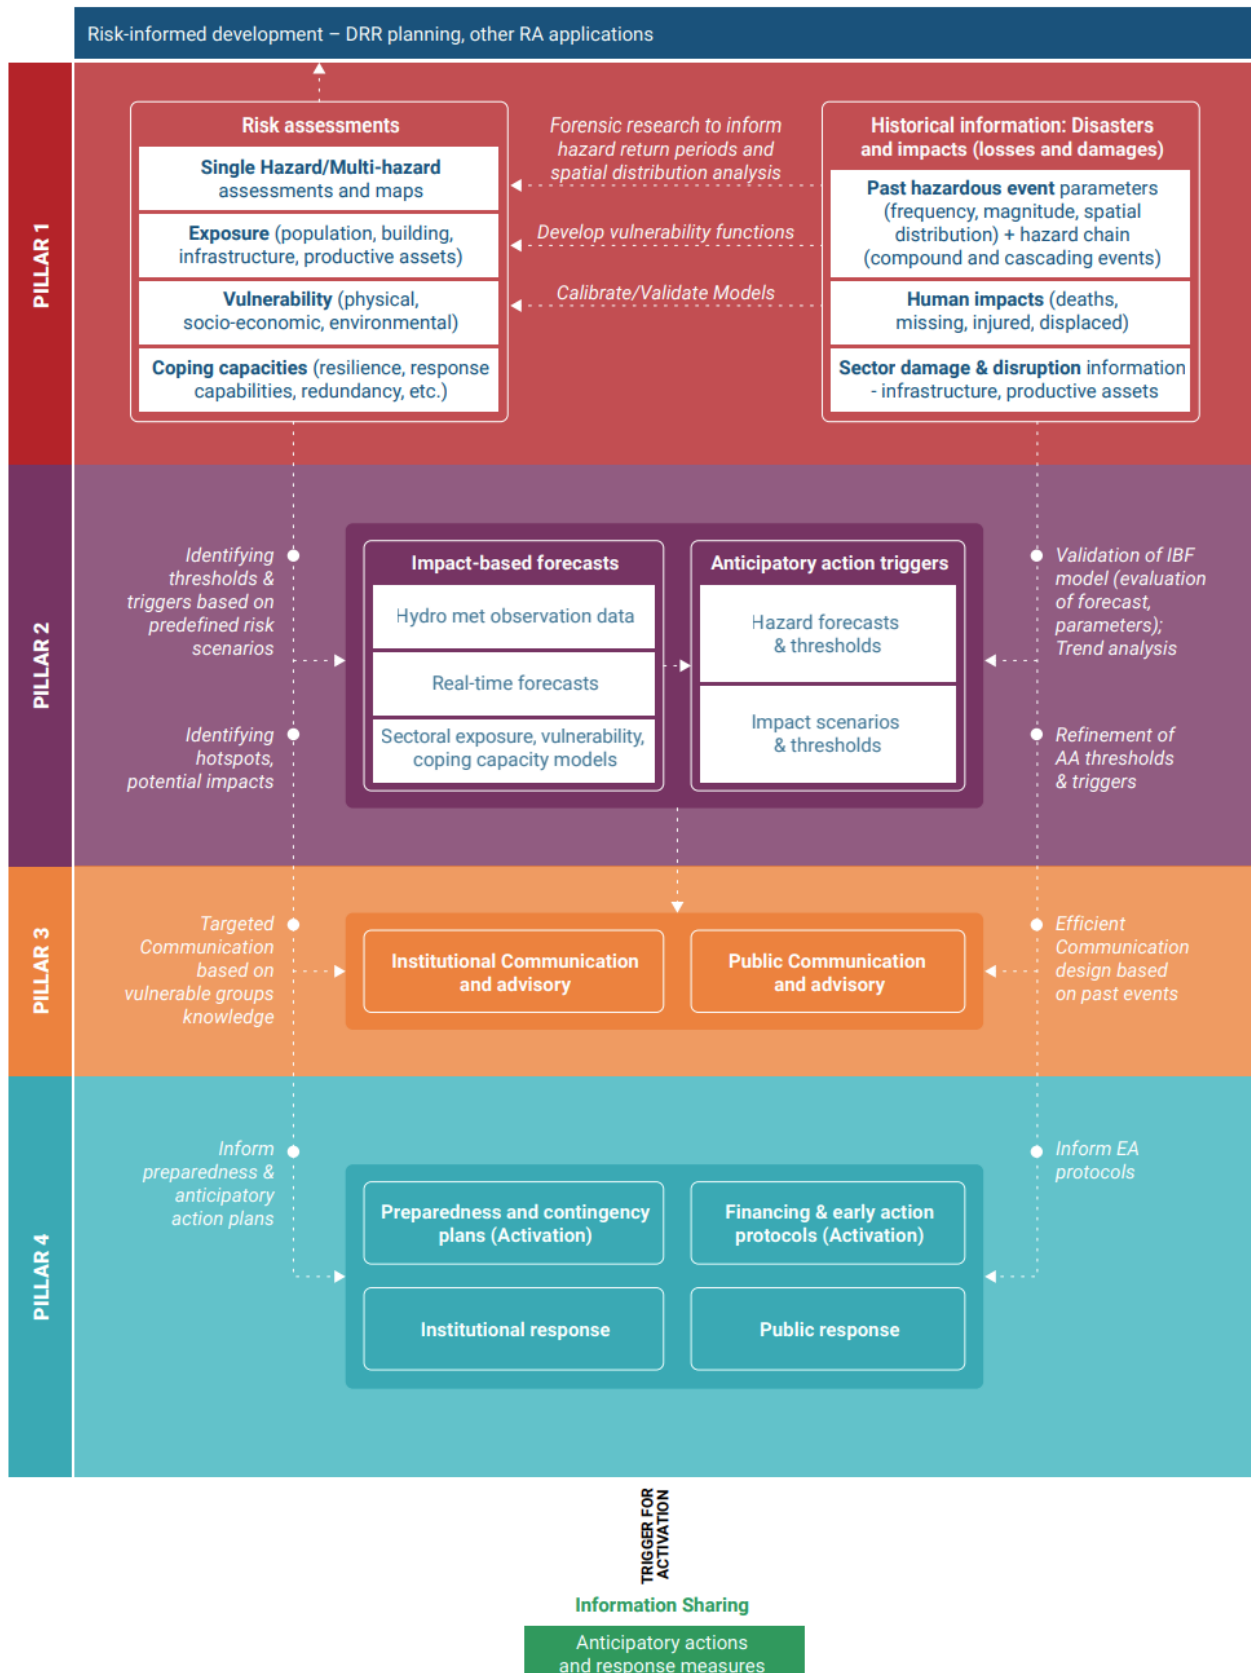 Risk-informed development – DRR planning, other RA applications
PILLAR 1
Risk assessments
Single Hazard/Multi-hazard
assessments and maps
Exposure (population, building,
infrastructure, productive assets)
Vulnerability (physical,
socio-economic, environmental)
Coping capacities (resilience, response
capabilities, redundancy, etc.)
Forensic research to inform
hazard return periods and
spatial distribution analysis
Develop vulnerability functions
Calibrate/Validate Models
Historical information: Disasters
and impacts (losses and damages)
Past hazardous event parameters
(frequency, magnitude, spatial
distribution) + hazard chain
(compound and cascading events)
Human impacts (deaths,
missing, injured, displaced)
Sector damage & disruption information
- infrastructure, productive assets
PILLAR 2
Identifying
thresholds &
triggers based on
predefined risk
scenarios
Identifying
hotspots,
potential impacts
Impact-based forecasts
Hydro met observation data
Real-time forecasts
Sectoral exposure, vulnerability,
coping capacity models
Anticipatory action triggers
Hazard forecasts
& thresholds
Impact scenarios
& thresholds
Validation of IBF
model (evaluation
of forecast,
parameters);
Trend analysis
Refinement of
AA thresholds
& triggers
PILLAR 3
Targeted
Communication
based on
vulnerable groups
knowledge
Institutional Communication
and advisory
Public Communication
and advisory
Efficient
Communication
design based
on past events
PILLAR 4
Inform
preparedness &
anticipatory
action plans
Preparedness and contingency
plans (Activation)
Financing & early action
protocols (Activation)
Institutional response
Public response
Inform EA
protocols
TRIGGER FOR
ACTIVATION
Information Sharing
Anticipatory actions
and response measures